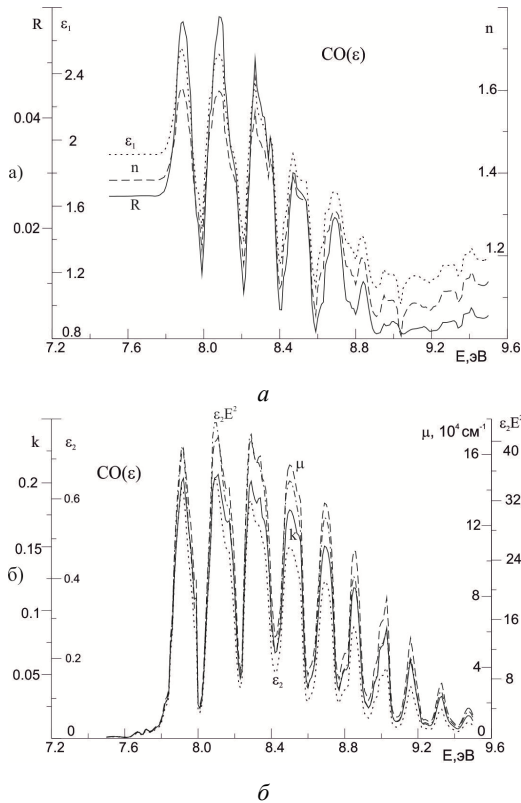 R ε₁ n
CO(ε)
2.4
1.6
0.04
2
ε₁
а)
n
1.4
R
1.6
0.02
1.2
1.2
0.8
7.2 7.6 8.0 8.4 8.8 9.2 9.6
E,эВ
а
ε₂E²
k ε₂
μ, 10⁴см⁻¹ ε₂E²
CO(ε)
16
40
0.2
μ
0.6
32
12
k
0.15
0.4
24
б)
8
0.1
16
0.2
0.05
ε₂
4
8
0
0
7.2 7.6 8.0 8.4 8.8 9.2 9.6
E,эВ
б